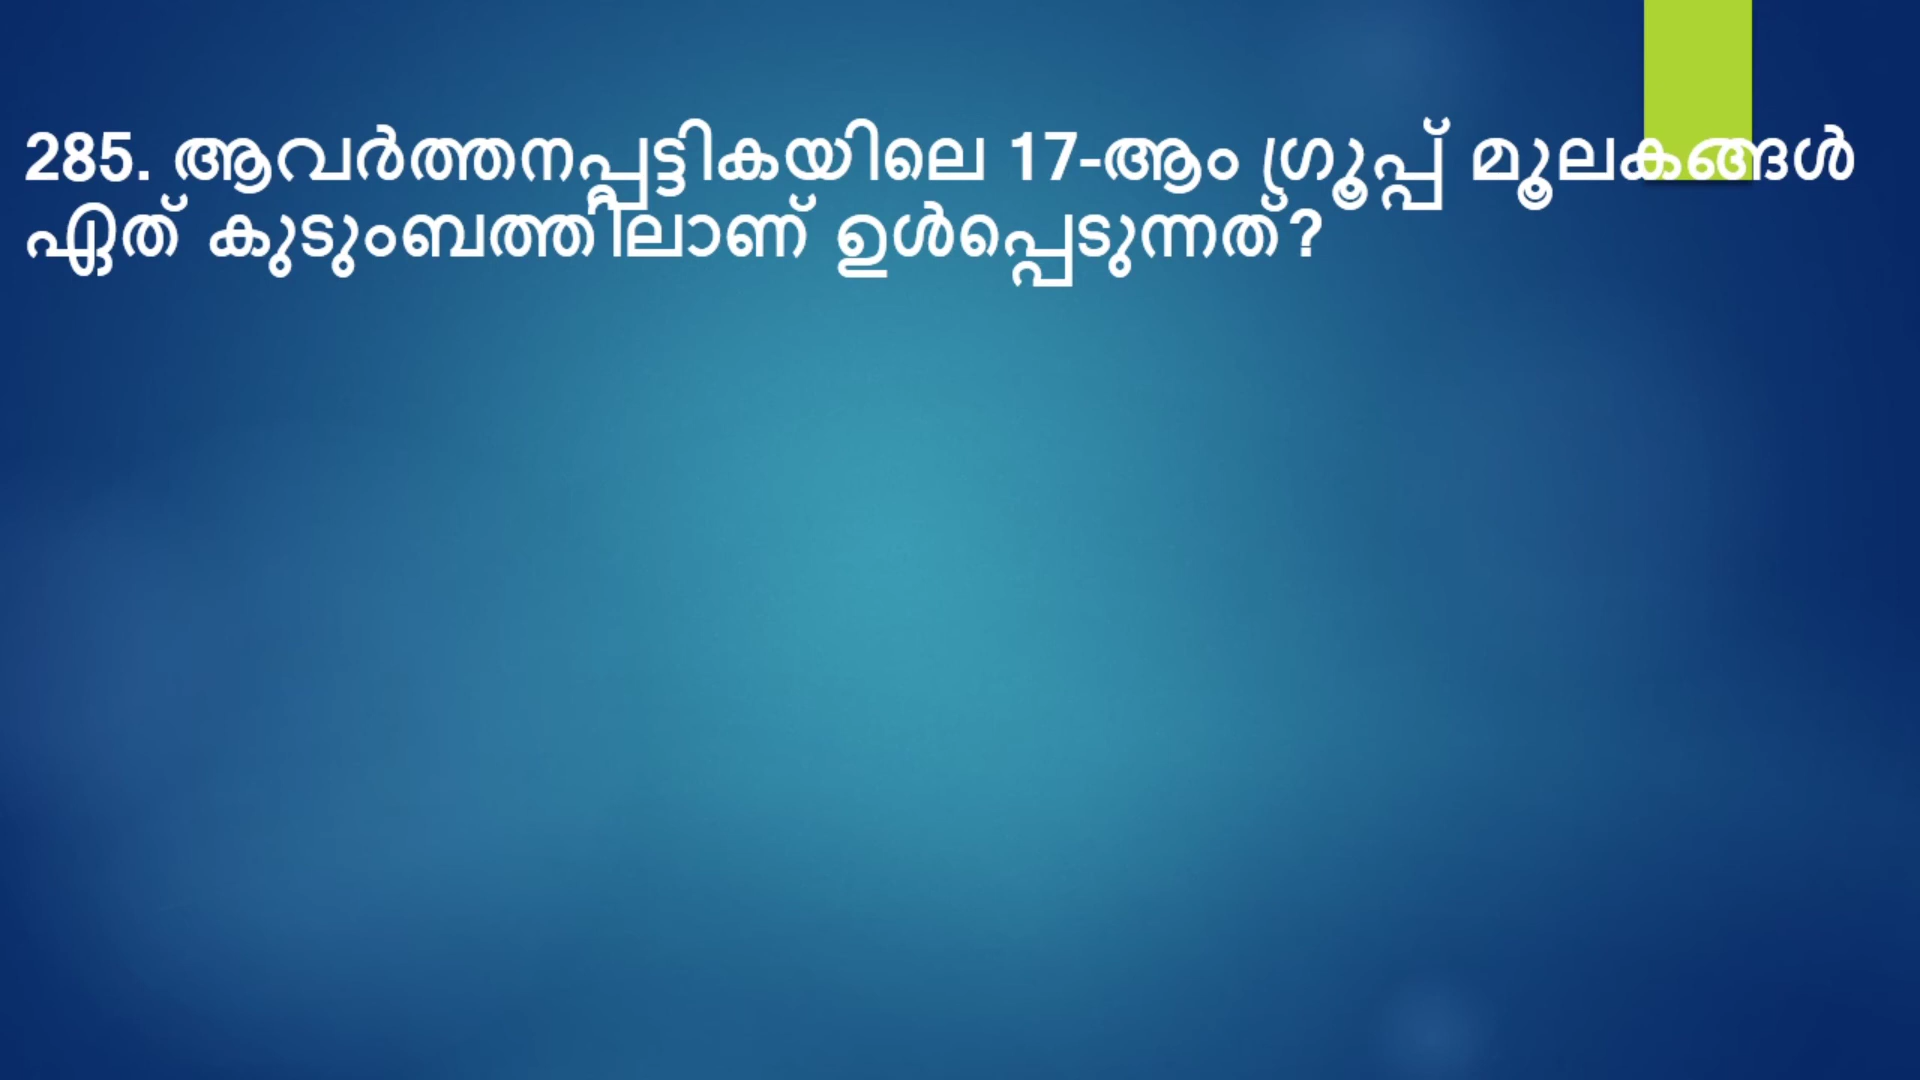 285. ആവർത്തനപ്പട്ടികയിലെ 17-ആം ഗ്രൂപ്പ് മൂലകങ്ങൾ
ഏത് കുടുംബത്തിലാണ് ഉൾപ്പെടുന്നത്?